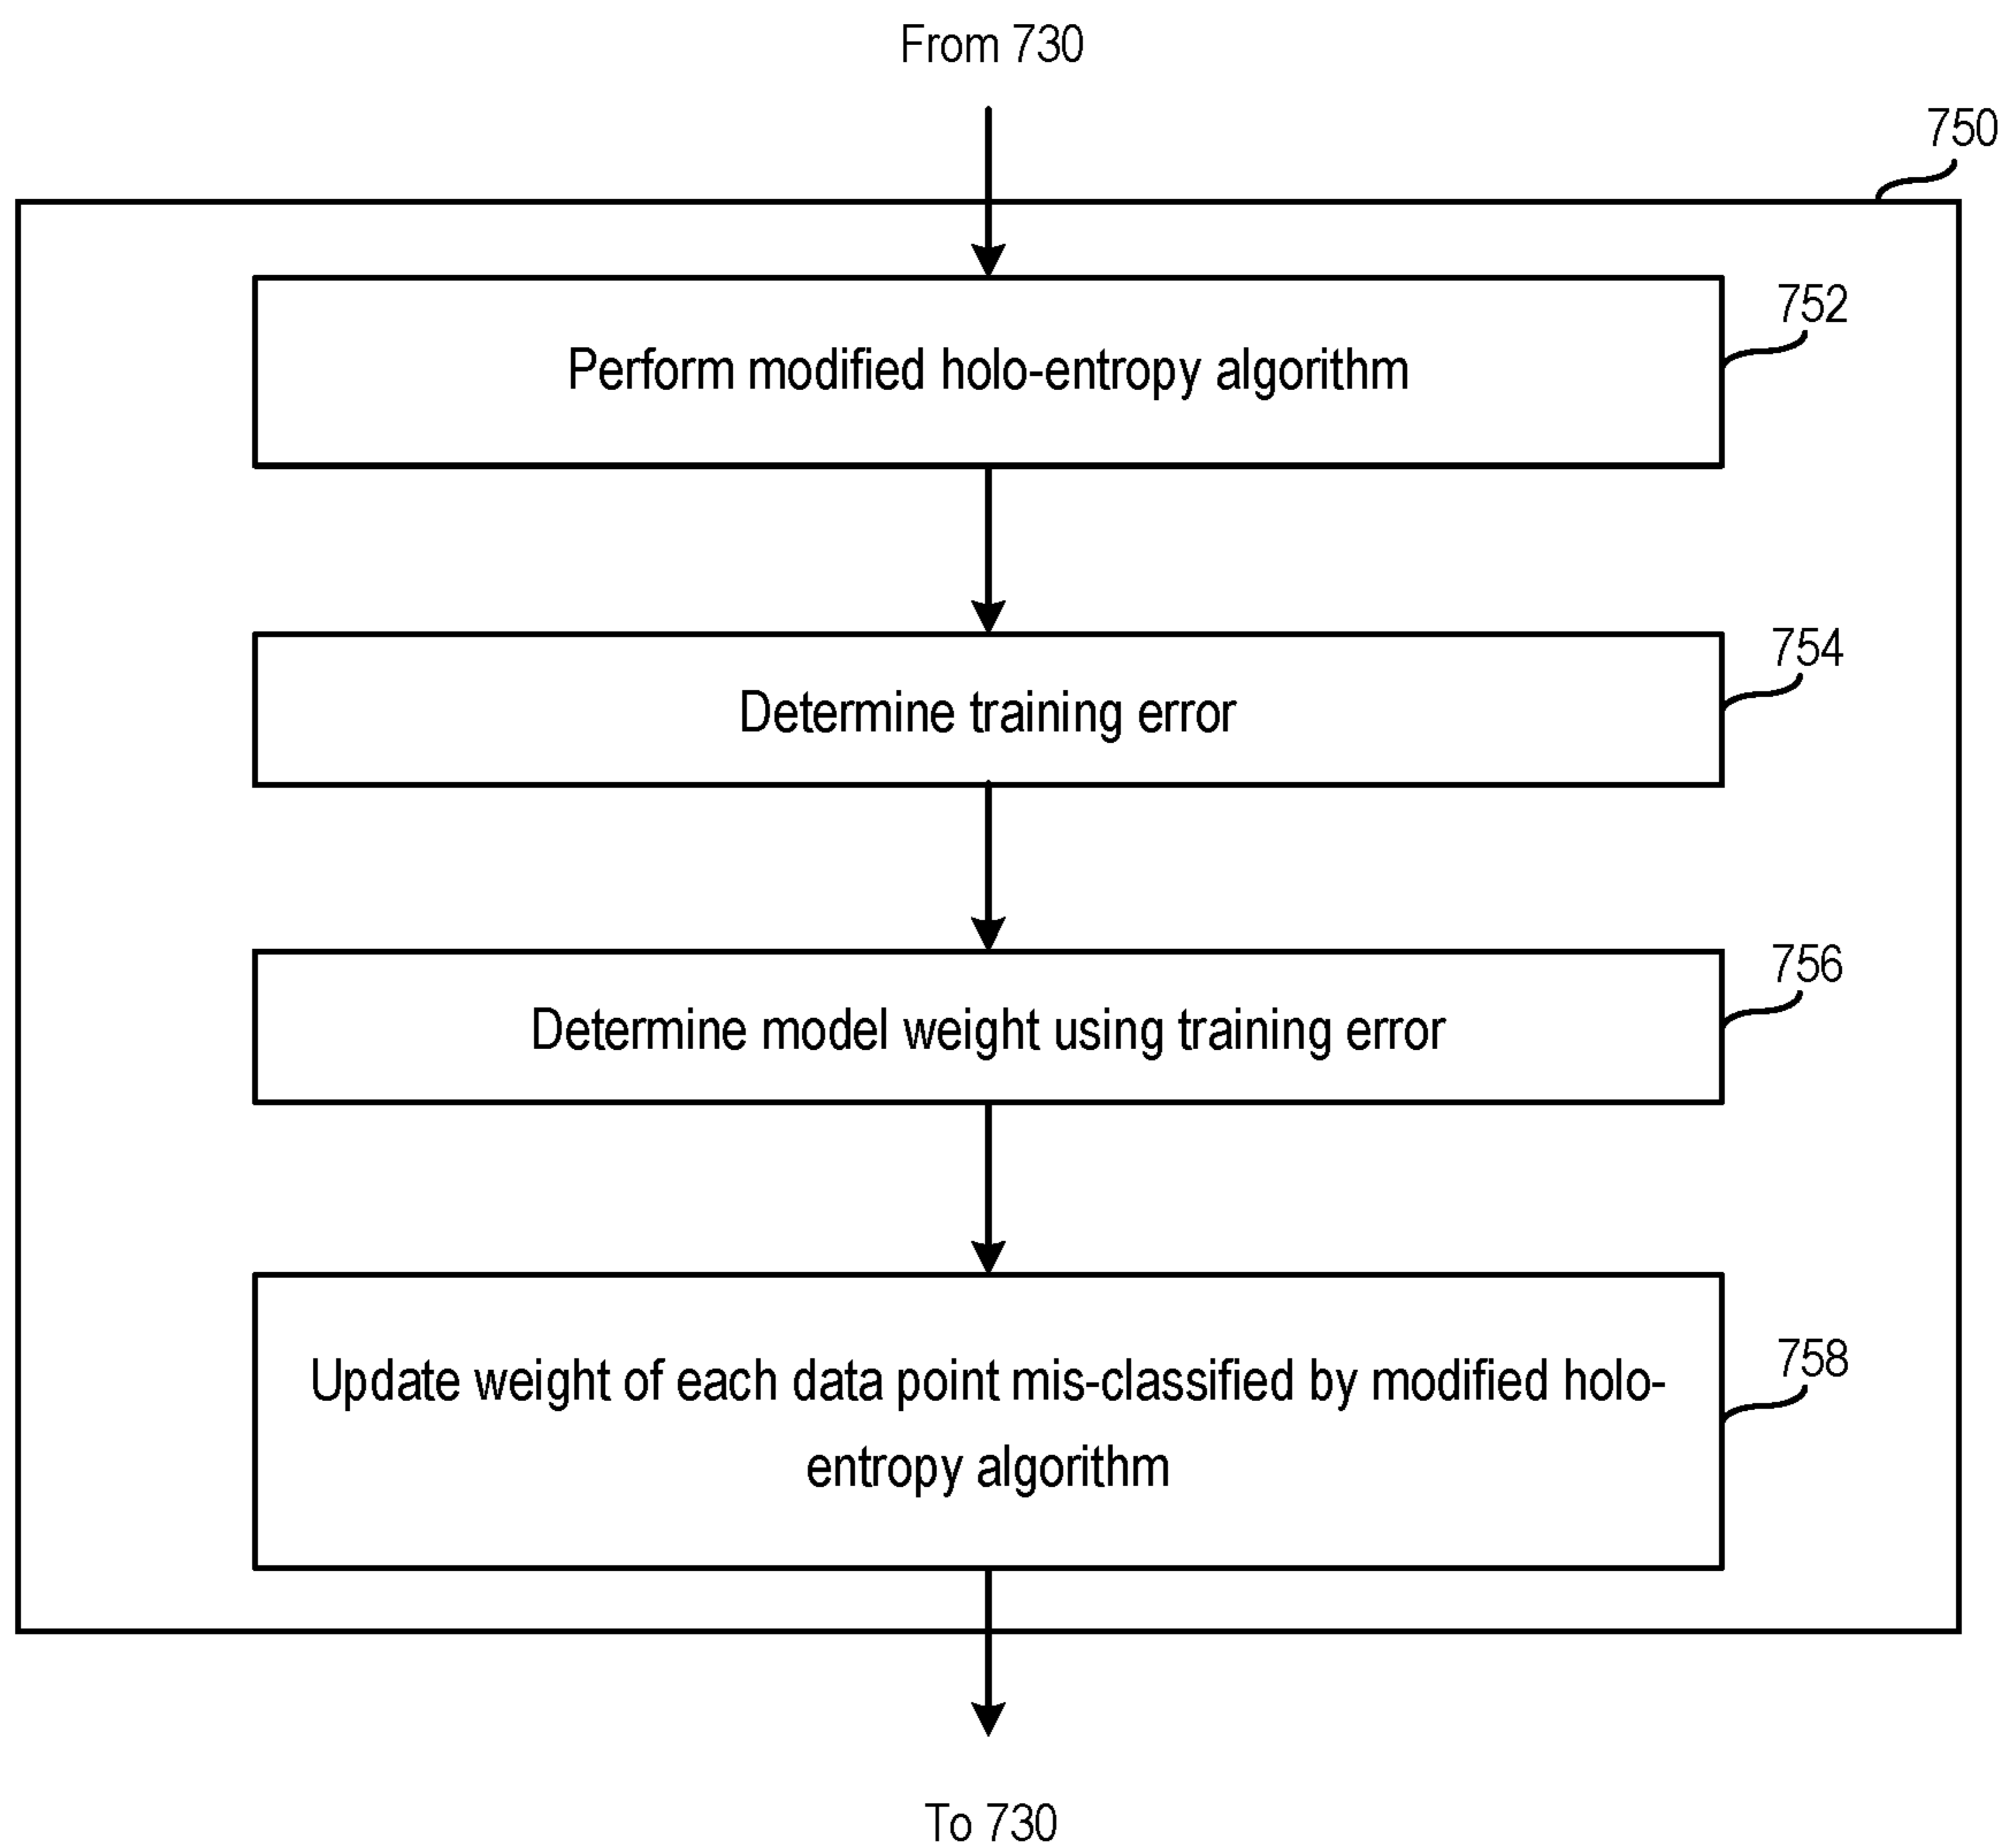 From 730
750
752
Perform modified holo-entropy algorithm
754
Determine training error
756
Determine model weight using training error
758
Update weight of each data point mis-classified by modified holo-
entropy algorithm
To 730